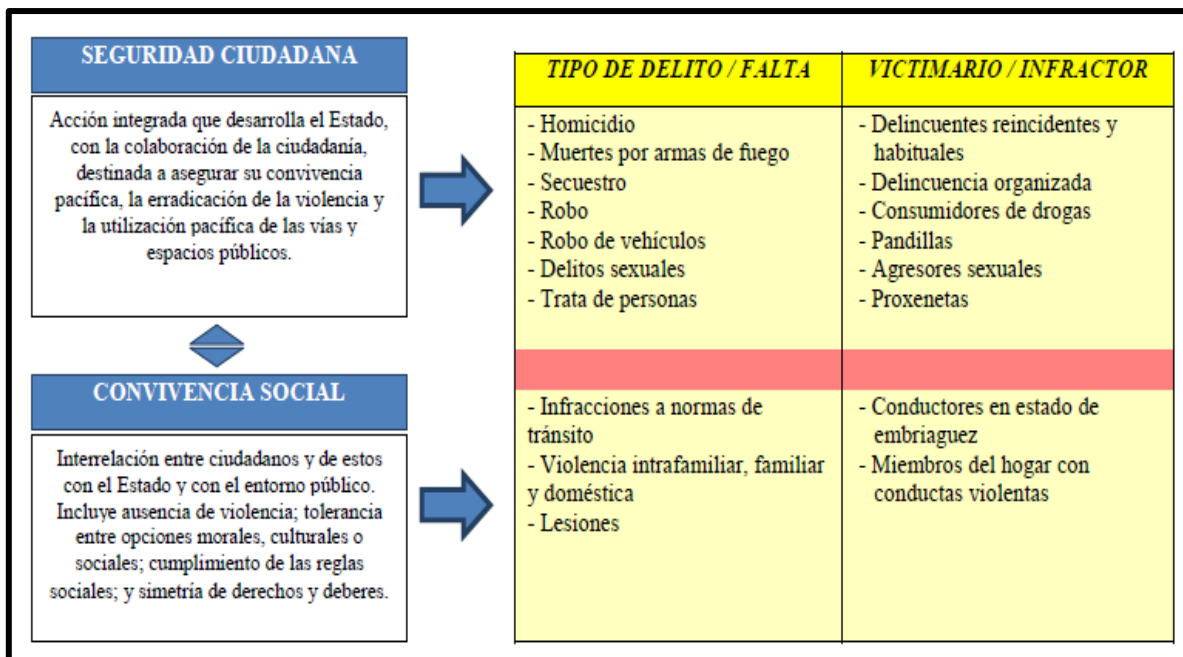 SEGURIDAD CIUDADANA
Acción integrada que desarrolla el Estado,
con la colaboración de la ciudadanía,
destinada a asegurar su convivencia
pacífica, la erradicación de la violencia y
la utilización pacífica de las vías y
espacios públicos.
TIPO DE DELITO / FALTA
- Homicidio
- Muertes por armas de fuego
- Secuestro
- Robo
- Robo de vehículos
- Delitos sexuales
- Trata de personas
VICTIMARIO / INFRACTOR
- Delincuentes reincidentes y
habituales
- Delincuencia organizada
- Consumidores de drogas
- Pandillas
- Agresores sexuales
- Proxenetas
CONVIVENCIA SOCIAL
Interrelación entre ciudadanos y de estos
con el Estado y con el entorno público.
Incluye ausencia de violencia; tolerancia
entre opciones morales, culturales o
sociales; cumplimiento de las reglas
sociales; y simetría de derechos y deberes.
- Infracciones a normas de
tránsito
- Violencia intrafamiliar, familiar
y doméstica
- Lesiones
- Conductores en estado de
embriaguez
- Miembros del hogar con
conductas violentas